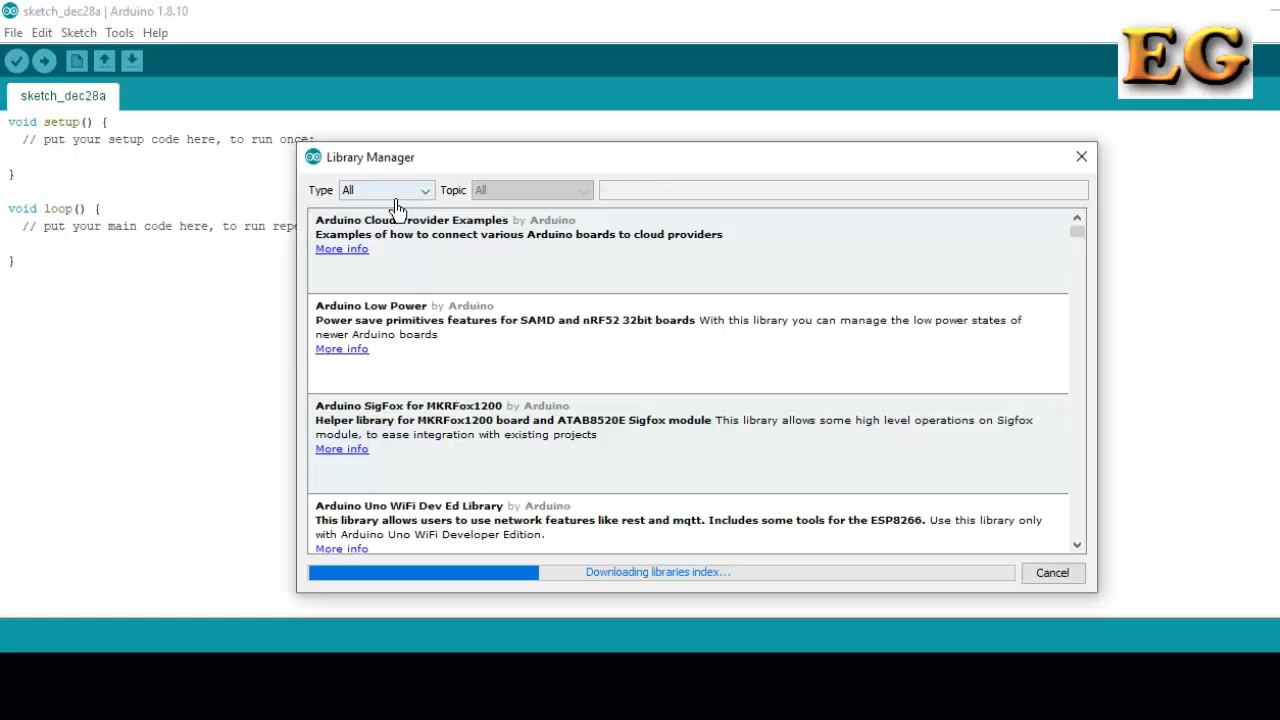 sketch_dec28a | Arduino 1.8.10
File Edit Sketch Tools Help
EG
sketch_dec28a
void setup() {
// put your setup code here, to run once:
}
void loop() {
// put your main code here, to run repe
}
Library Manager
Type All Topic All
Arduino Cloud Provider Examples by Arduino
Examples of how to connect various Arduino boards to cloud providers
More info
Arduino Low Power by Arduino
Power save primitives features for SAMD and nRF52 32bit boards With this library you can manage the low power states of
newer Arduino boards
More info
Arduino SigFox for MKRFox1200 by Arduino
Helper library for MKRFox1200 board and ATAB8520E Sigfox module This library allows some high level operations on Sigfox
module, to ease integration with existing projects
More info
Arduino Uno WiFi Dev Ed Library by Arduino
This library allows users to use network features like rest and mqtt. Includes some tools for the ESP8266. Use this library only
with Arduino Uno WiFi Developer Edition.
More info
Downloading libraries index...
Cancel